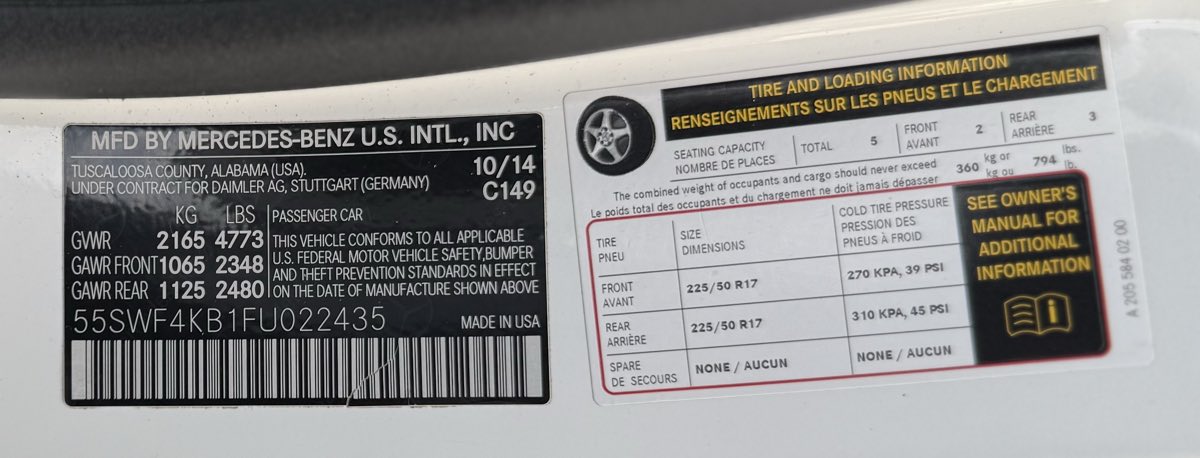 MFD BY MERCEDES-BENZ U.S. INTL., INC
TUSCALOOSA COUNTY, ALABAMA (USA). 10/14
UNDER CONTRACT FOR DAIMLER AG, STUTTGART (GERMANY) C149
KG LBS PASSENGER CAR
GWWR 2165 4773 THIS VEHICLE CONFORMS TO ALL APPLICABLE
GAWR FRONT 1065 2348 U.S. FEDERAL MOTOR VEHICLE SAFETY,BUMPER
GAWR REAR 1125 2480 AND THEFT PREVENTION STANDARDS IN EFFECT
ON THE DATE OF MANUFACTURE SHOWN ABOVE
55SWF4KB1FU022435 MADE IN USA
TIRE AND LOADING INFORMATION
RENSEIGNEMENTS SUR LES PNEUS ET LE CHARGEMENT
SEATING CAPACITY
NOMBRE DE PLACES
TOTAL 5
FRONT
AVANT
2
REAR
ARRIÈRE
3
The combined weight of occupants and cargo should never exceed
Le poids total des occupants et du chargement ne doit jamais dépasser
360 kg or
kg ou
794 lbs.
lb.
TIRE
PNEU
SIZE
DIMENSIONS
COLD TIRE PRESSURE
PRESSION DES
PNEUS À FROID
FRONT
AVANT
225/50 R17
270 KPA, 39 PSI
REAR
ARRIÈRE
225/50 R17
310 KPA, 45 PSI
SPARE
DE SECOURS
NONE / AUCUN
NONE / AUCUN
SEE OWNER'S
MANUAL FOR
ADDITIONAL
INFORMATION
A 205 584 02 00